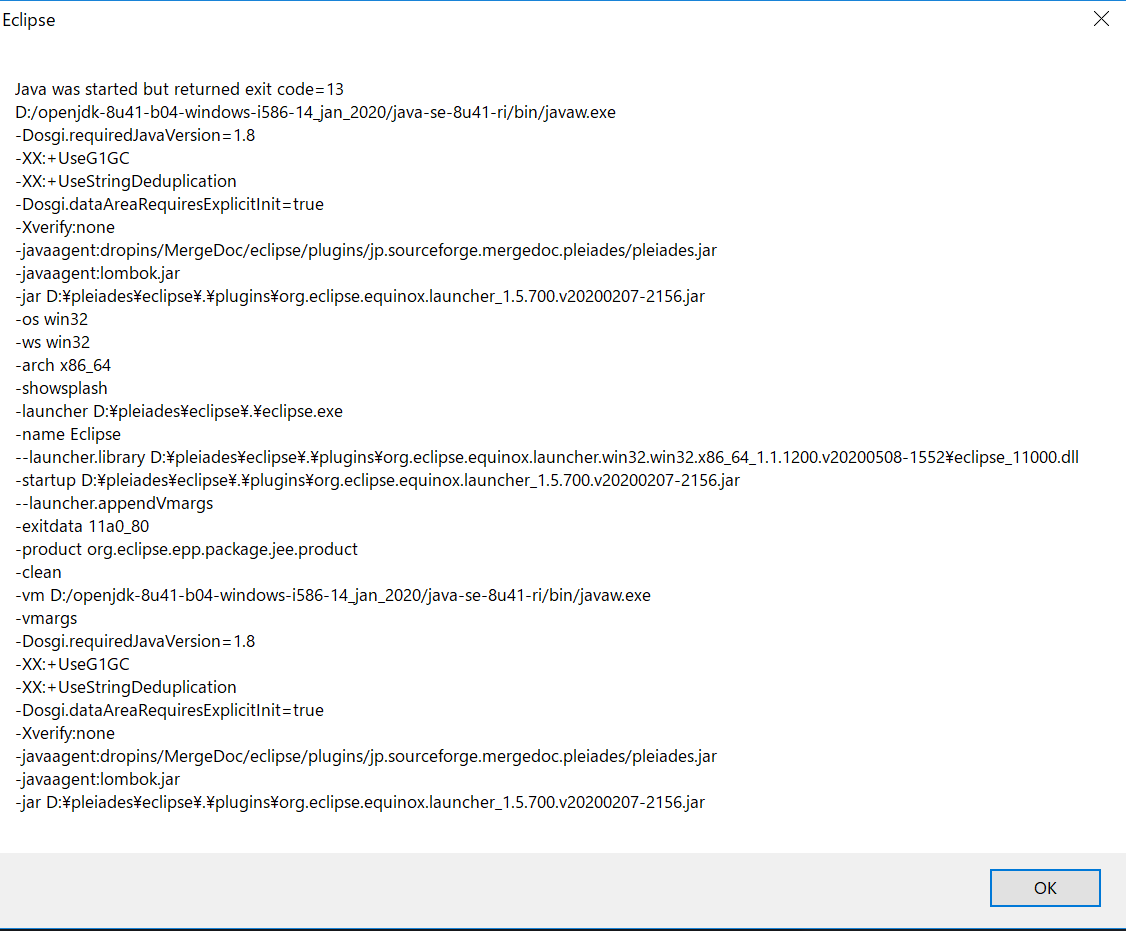 Eclipse
Java was started but returned exit code=13
D:/openjdk-8u41-b04-windows-i586-14_jan_2020/java-se-8u41-ri/bin/javaw.exe
-Dosgi.requiredJavaVersion=1.8
-XX:+UseG1GC
-XX:+UseStringDeduplication
-Dosgi.dataAreaRequiresExplicitInit=true
-Xverify:none
-javaagent:dropins/MergeDoc/eclipse/plugins/jp.sourceforge.mergedoc.pleiades/pleiades.jar
-javaagent:lombok.jar
-jar D:¥pleiades¥eclipse¥.¥plugins¥org.eclipse.equinox.launcher_1.5.700.v20200207-2156.jar
-os win32
-ws win32
-arch x86_64
-showsplash
-launcher D:¥pleiades¥eclipse¥.¥eclipse.exe
-name Eclipse
--launcher.library D:¥pleiades¥eclipse¥.¥plugins¥org.eclipse.equinox.launcher.win32.win32.x86_64_1.1.1200.v20200508-1552¥eclipse_11000.dll
-startup D:¥pleiades¥eclipse¥.¥plugins¥org.eclipse.equinox.launcher_1.5.700.v20200207-2156.jar
--launcher.appendVmargs
-exitdata 11a0_80
-product org.eclipse.epp.package.jee.product
-clean
-vm D:/openjdk-8u41-b04-windows-i586-14_jan_2020/java-se-8u41-ri/bin/javaw.exe
-vmargs
-Dosgi.requiredJavaVersion=1.8
-XX:+UseG1GC
-XX:+UseStringDeduplication
-Dosgi.dataAreaRequiresExplicitInit=true
-Xverify:none
-javaagent:dropins/MergeDoc/eclipse/plugins/jp.sourceforge.mergedoc.pleiades/pleiades.jar
-javaagent:lombok.jar
-jar D:¥pleiades¥eclipse¥.¥plugins¥org.eclipse.equinox.launcher_1.5.700.v20200207-2156.jar
OK